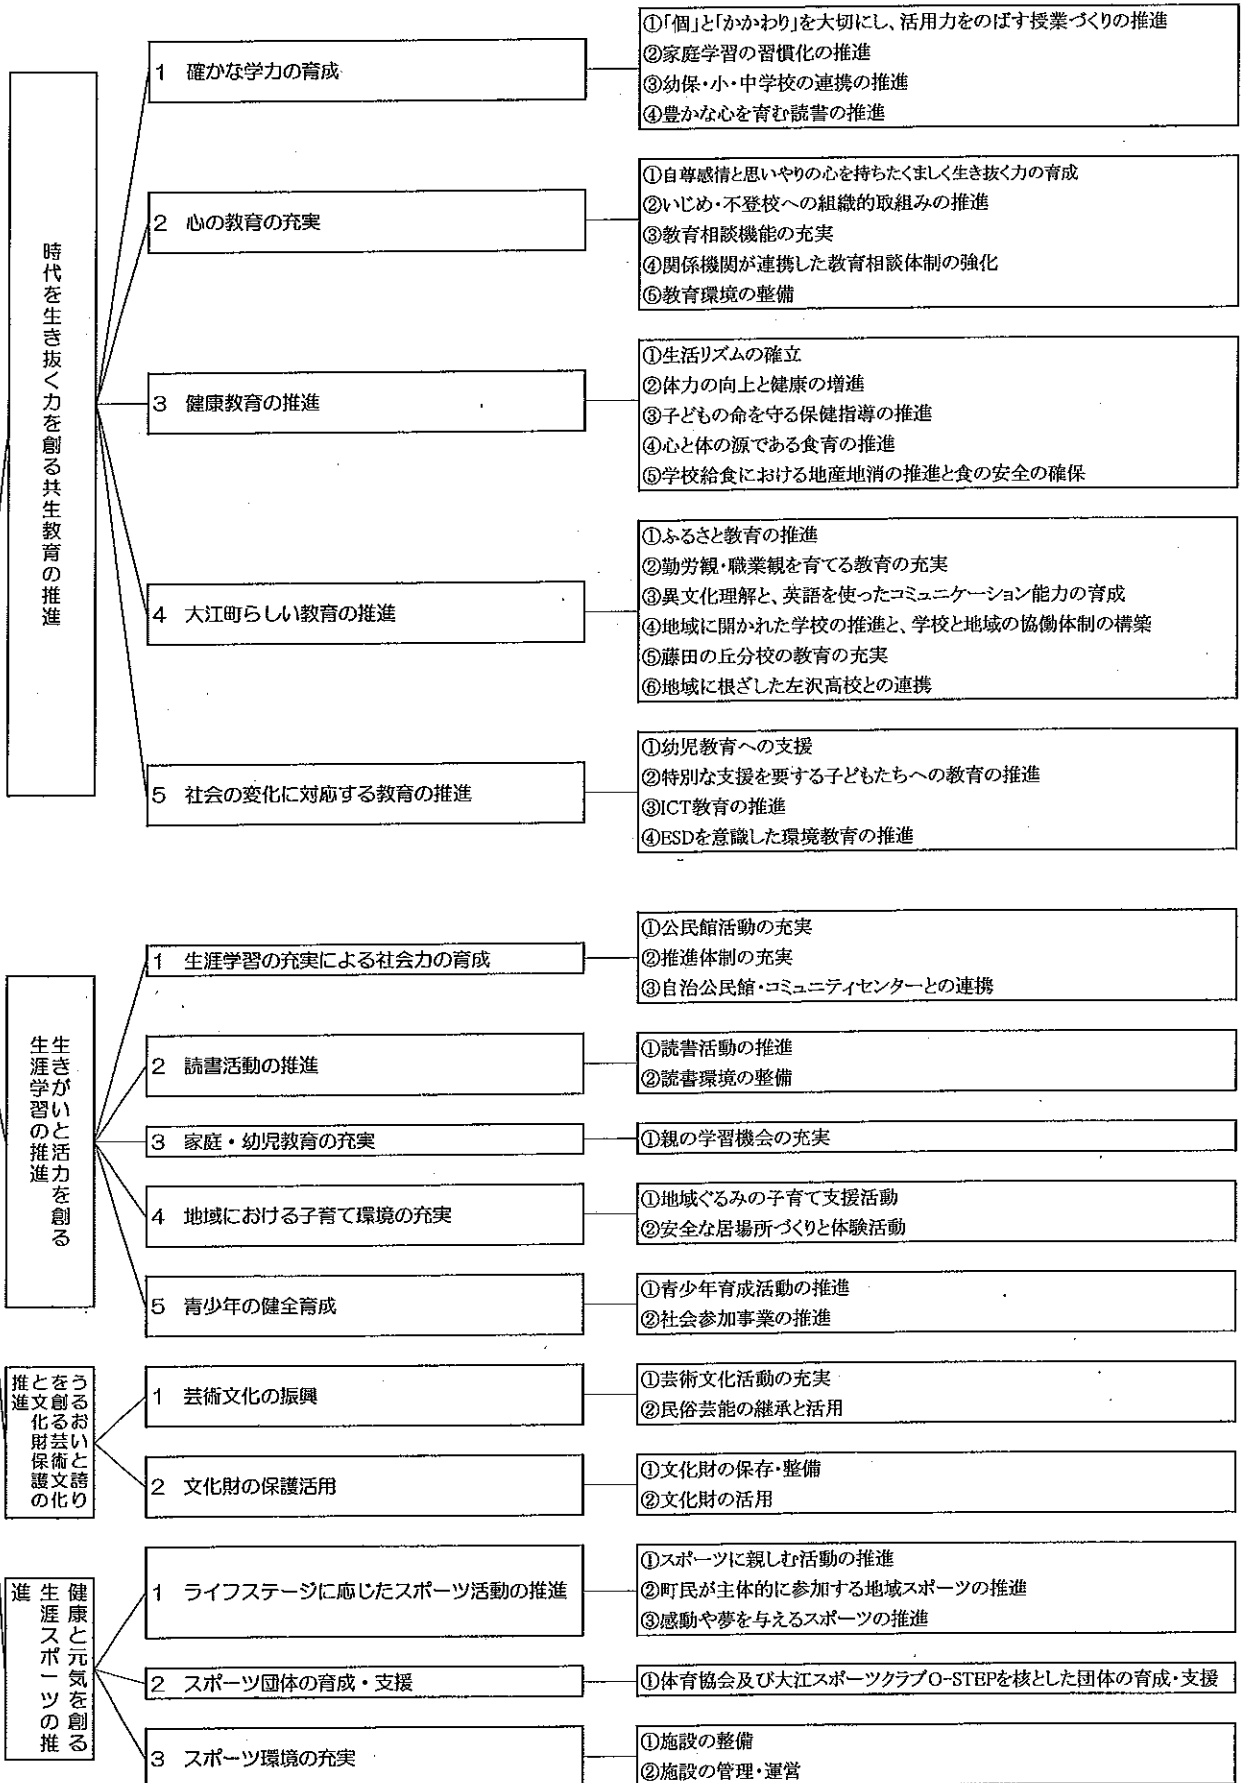 時代を生き抜く力を創る共生教育の推進
1 確かな学力の育成
①「個」と「かかわり」を大切にし、活用力をのばす授業づくりの推進
②家庭学習の習慣化の推進
③幼保・小・中学校の連携の推進
④豊かな心を育む読書の推進
2 心の教育の充実
①自尊感情と思いやりの心を持ちたくましく生き抜く力の育成
②いじめ・不登校への組織的取組みの推進
③教育相談機能の充実
④関係機関が連携した教育相談体制の強化
⑤教育環境の整備
3 健康教育の推進
①生活リズムの確立
②体力の向上と健康の増進
③子どもの命を守る保健指導の推進
④心と体の源である食育の推進
⑤学校給食における地産地消の推進と食の安全の確保
4 大江町らしい教育の推進
①ふるさと教育の推進
②勤労観・職業観を育てる教育の充実
③異文化理解と、英語を使ったコミュニケーション能力の育成
④地域に開かれた学校の推進と、学校と地域の協働体制の構築
⑤藤田の丘分校の教育の充実
⑥地域に根ざした左沢高校との連携
5 社会の変化に対応する教育の推進
①幼児教育への支援
②特別な支援を要する子どもたちへの教育の推進
③ICT教育の推進
④ESDを意識した環境教育の推進
生きがいと活力を創る
生涯学習の推進
1 生涯学習の充実による社会力の育成
①公民館活動の充実
②推進体制の充実
③自治公民館・コミュニティセンターとの連携
2 読書活動の推進
①読書活動の推進
②読書環境の整備
3 家庭・幼児教育の充実
①親の学習機会の充実
4 地域における子育て環境の充実
①地域ぐるみの子育て支援活動
②安全な居場所づくりと体験活動
5 青少年の健全育成
①青少年育成活動の推進
②社会参加事業の推進
うるおいと誇り
を創る芸術文化
と文化財保護の
推進
1 芸術文化の振興
①芸術文化活動の充実
②民俗芸能の継承と活用
2 文化財の保護活用
①文化財の保存・整備
②文化財の活用
健康と元気を創る
生涯スポーツの推
進
1 ライフステージに応じたスポーツ活動の推進
①スポーツに親しむ活動の推進
②町民が主体的に参加する地域スポーツの推進
③感動や夢を与えるスポーツの推進
2 スポーツ団体の育成・支援
①体育協会及び大江スポーツクラブO-STEPを核とした団体の育成・支援
3 スポーツ環境の充実
①施設の整備
②施設の管理・運営